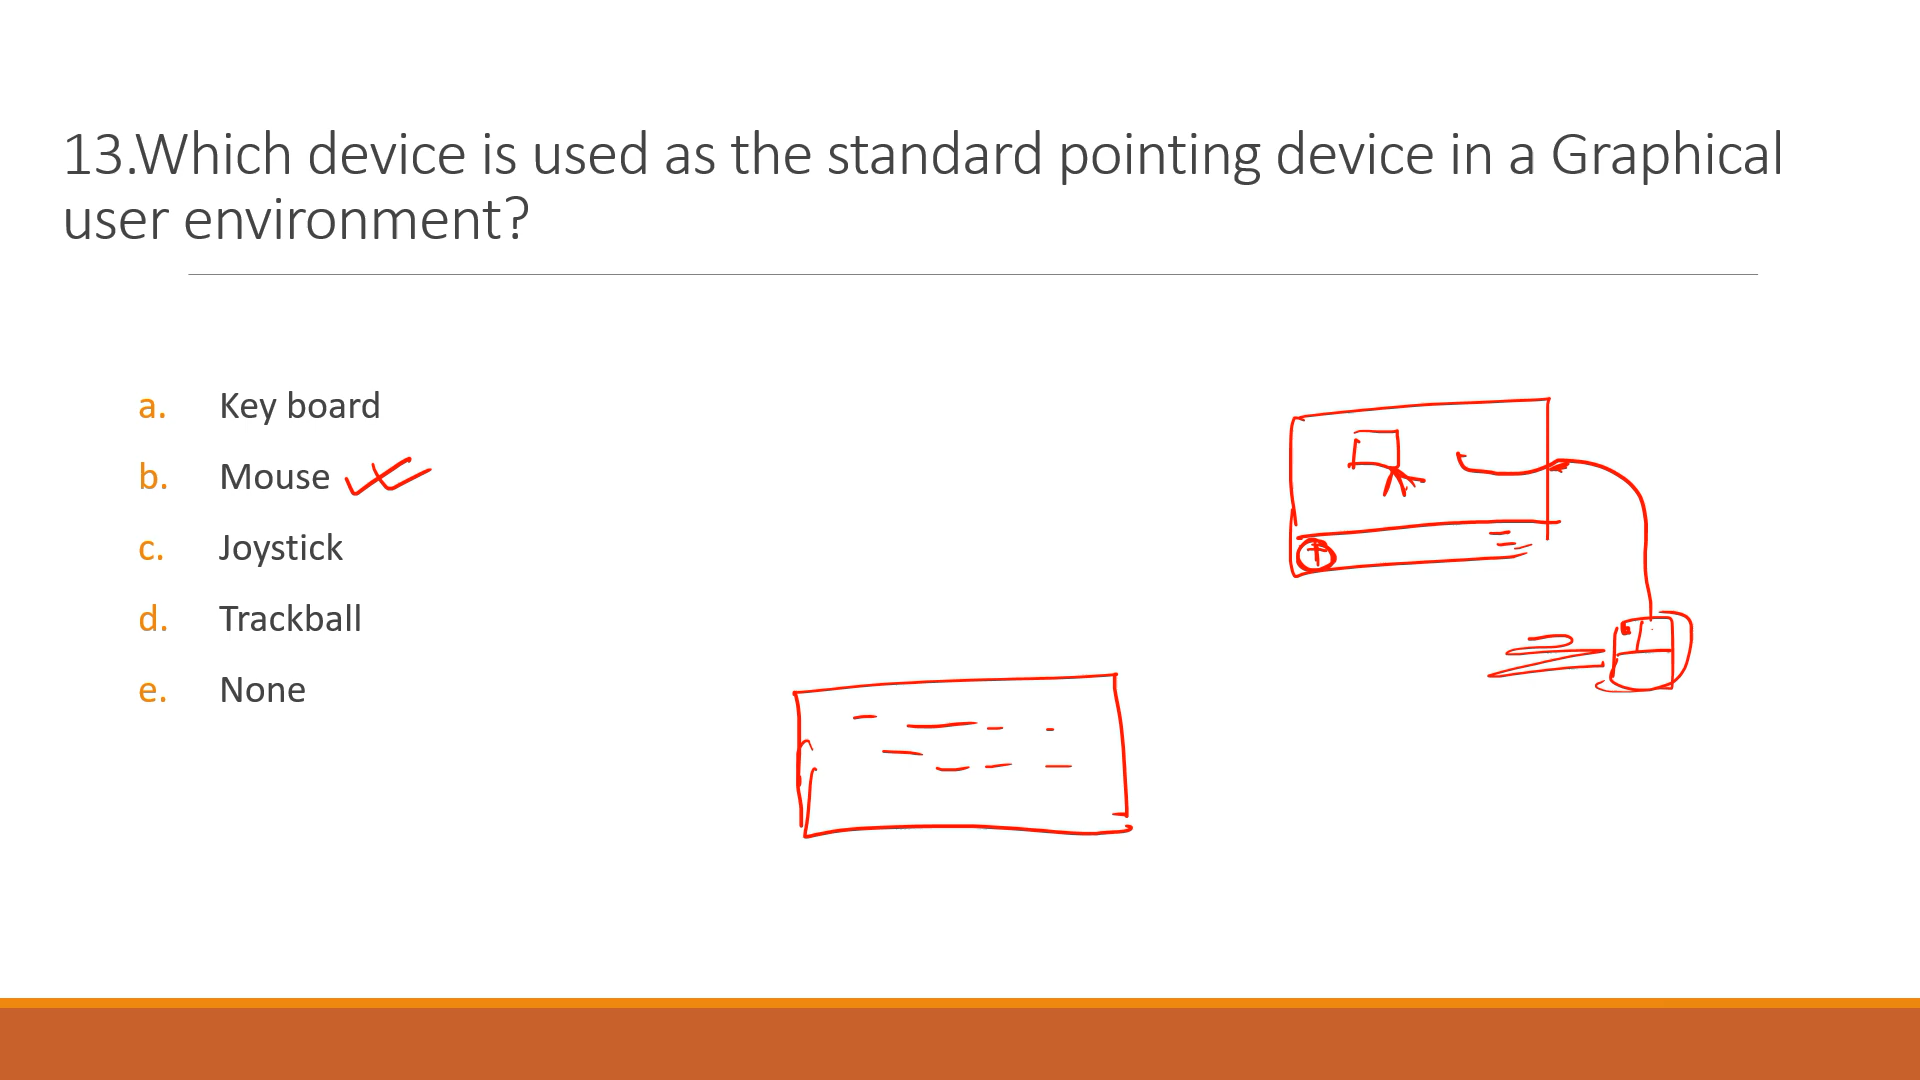 13.Which device is used as the standard pointing device in a Graphical
user environment?
a. Key board
b. Mouse
c. Joystick
d. Trackball
e. None